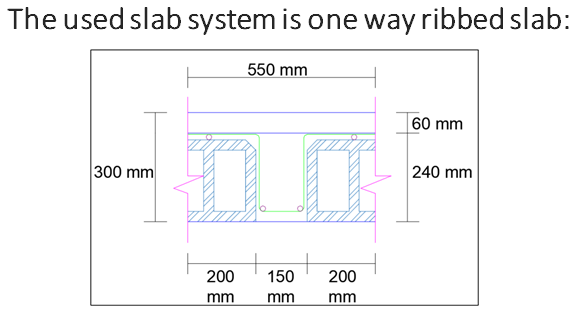 The used slab system is one way ribbed slab:
550 mm
60 mm
300 mm
240 mm
200 mm
150 mm
200 mm